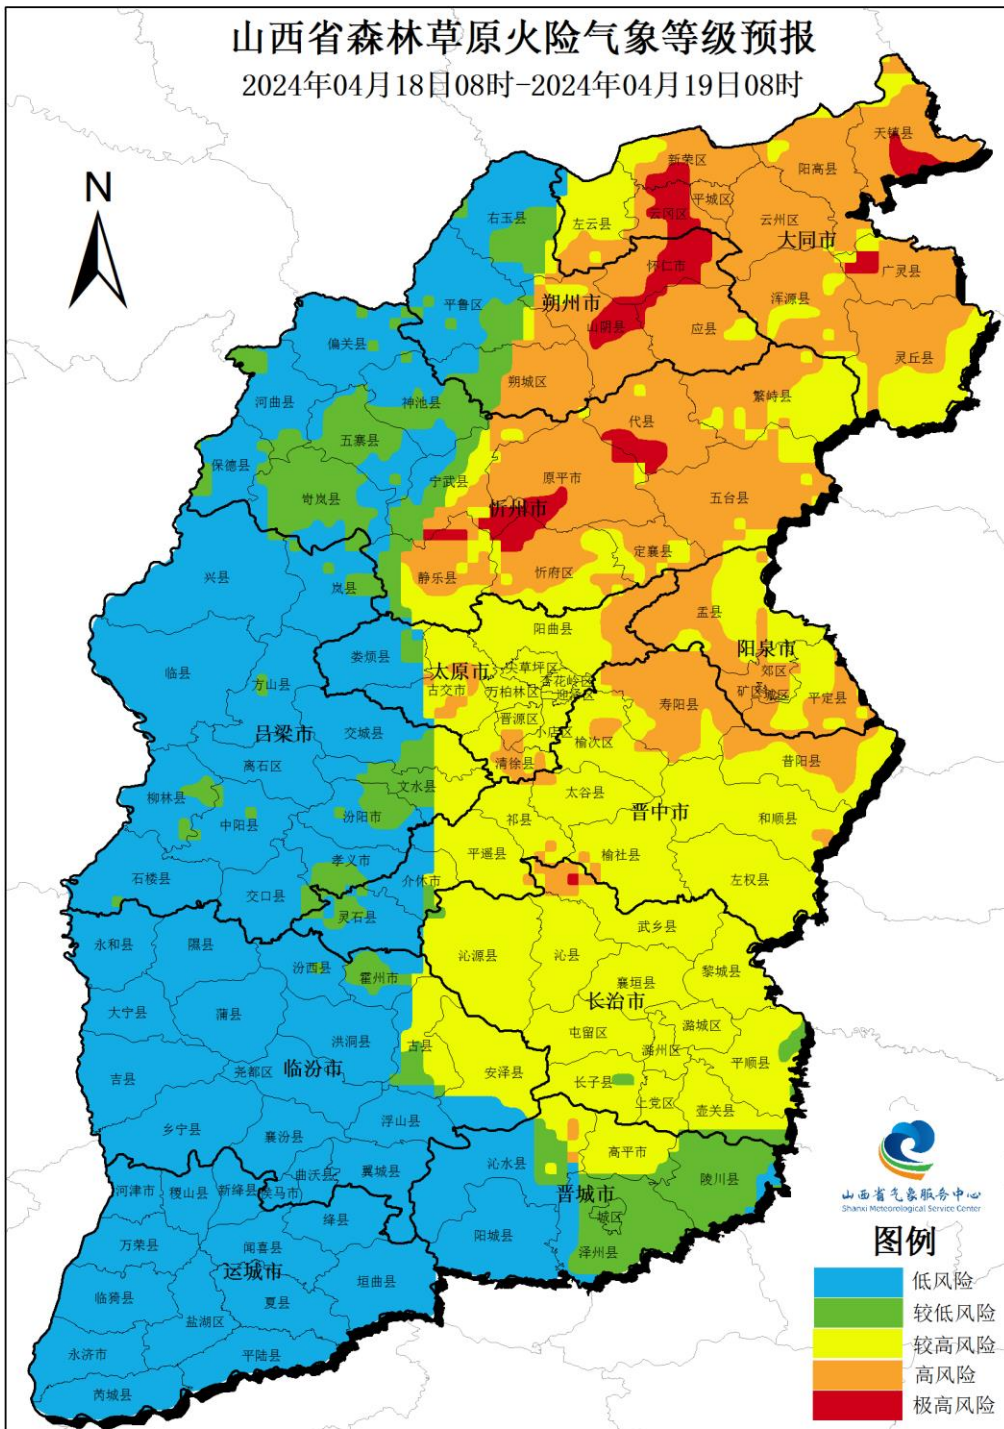 山西省森林草原火险气象等级预报
2024年04月18日08时-2024年04月19日08时
N
天镇县
新荣区
阳高县
平城区
右玉县
云冈区
左云县
云州区
大同市
怀仁市
广灵县
平鲁区
朔州市
浑源县
山阴县
应县
偏关县
灵丘县
朔城区
繁峙县
河曲县
神池县
代县
五寨县
保德县
宁武县
原平市
岢岚县
五台县
忻州市
定襄县
兴县
静乐县
忻府区
岚县
盂县
阳曲县
娄烦县
阳泉市
临县
太原市
尖草坪区
郊区
方山县
古交市
万柏林区
杏花岭区
迎泽区
矿区
城区
平定县
寿阳县
晋源区
吕梁市
交城县
小店区
榆次区
清徐县
昔阳县
离石区
文水县
太谷县
柳林县
汾阳市
晋中市
中阳县
祁县
和顺县
孝义市
平遥县
榆社县
石楼县
介休市
左权县
交口县
灵石县
武乡县
永和县
隰县
沁源县
沁县
汾西县
霍州市
黎城县
襄垣县
长治市
大宁县
蒲县
潞城区
屯留区
洪洞县
古县
潞州区
平顺县
临汾市
尧都区
安泽县
吉县
长子县
上党区
壶关县
浮山县
乡宁县
襄汾县
高平市
沁水县
曲沃县
翼城县
陵川县
河津市
稷山县
新绛县
侯马市
晋城市
山西省气象服务中心
Shanxi Meteorological Service Center
绛县
城区
阳城县
万荣县
闻喜县
泽州县
图例
运城市
垣曲县
低风险
临猗县
夏县
盐湖区
较低风险
永济市
平陆县
较高风险
高风险
芮城县
极高风险